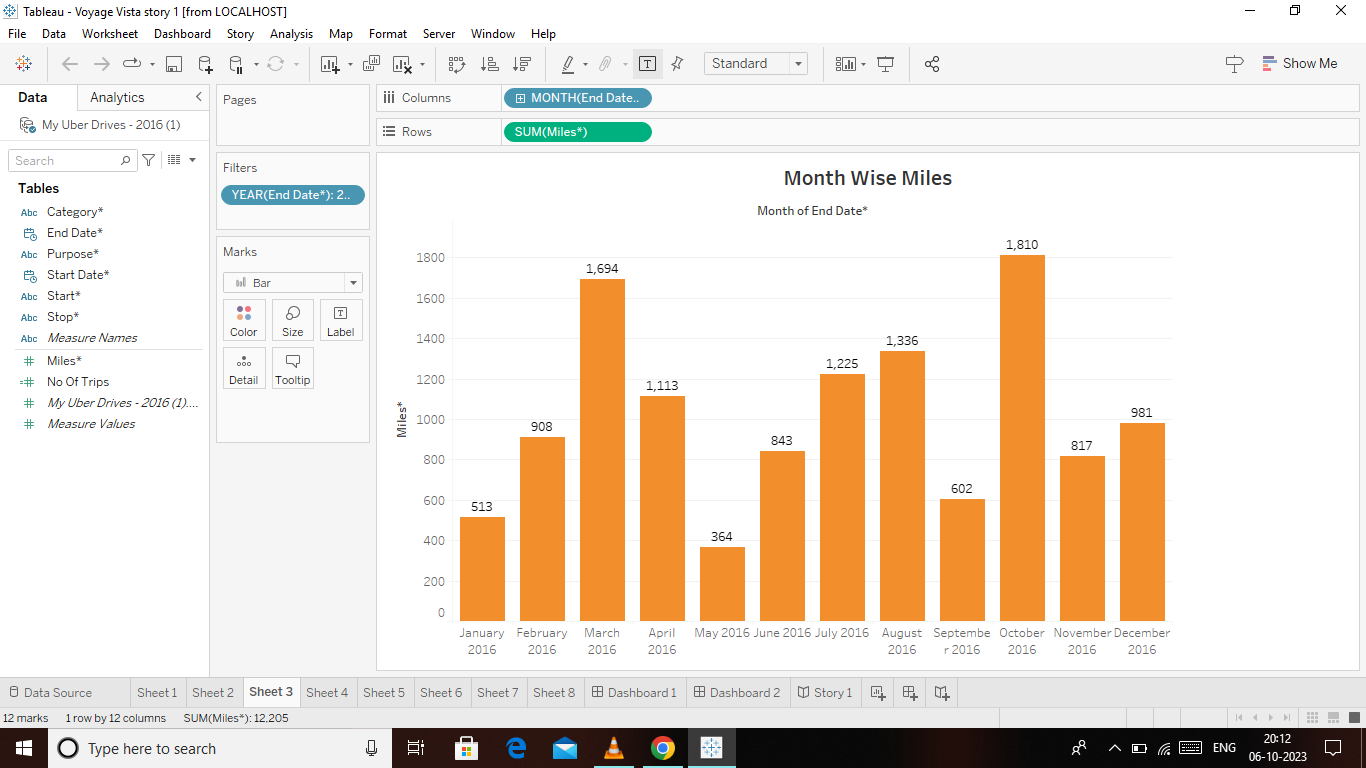 Tableau - Voyage Vista story 1 [from LOCALHOST]
File Data Worksheet Dashboard Story Analysis Map Format Server Window Help
Standard
Show Me
Data Analytics
My Uber Drives - 2016 (1)
Search
Tables
Abc Category*
End Date*
Abc Purpose*
Start Date*
Abc Start*
Abc Stop*
Abc Measure Names
# Miles*
=# No Of Trips
# My Uber Drives - 2016 (1)....
# Measure Values
Pages
Filters
YEAR(End Date*): 2..
Marks
Bar
Color Size Label
Detail Tooltip
Columns MONTH(End Date..
Rows SUM(Miles*)
Month Wise Miles
Month of End Date*
Miles*
1800
1600
1400
1200
1000
800
600
400
200
0
513
908
1,694
1,113
364
843
1,225
1,336
602
1,810
817
981
January
2016
February
2016
March
2016
April
2016
May 2016
June 2016
July 2016
August
2016
Septembe
r 2016
October
2016
November
2016
December
2016
Data Source Sheet 1 Sheet 2 Sheet 3 Sheet 4 Sheet 5 Sheet 6 Sheet 7 Sheet 8 Dashboard 1 Dashboard 2 Story 1
12 marks 1 row by 12 columns SUM(Miles*): 12,205
Type here to search
ENG
20:12
06-10-2023